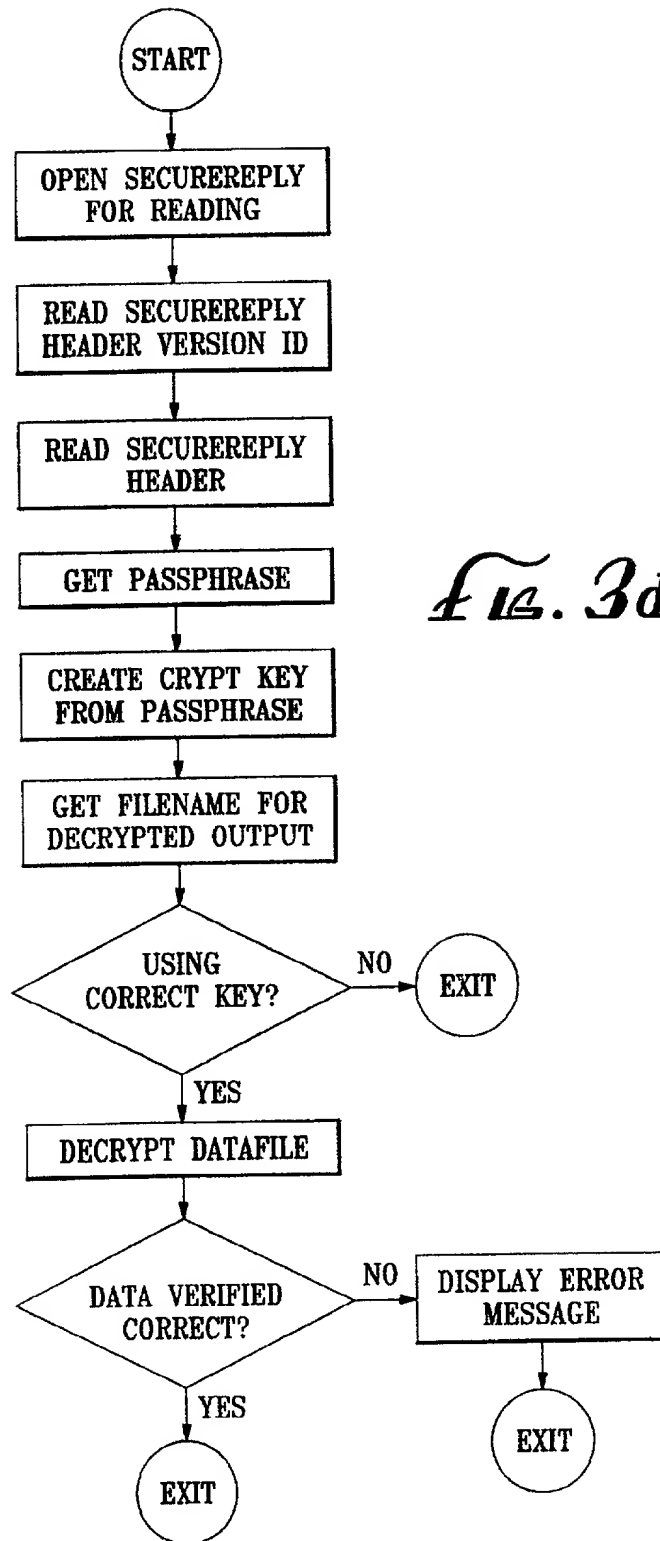 START
OPEN SECUREREPLY
FOR READING
READ SECUREREPLY
HEADER VERSION ID
READ SECUREREPLY
HEADER
GET PASSPHRASE
FIG. 3d
CREATE CRYPT KEY
FROM PASSPHRASE
GET FILENAME FOR
DECRYPTED OUTPUT
USING
CORRECT KEY?
NO
EXIT
YES
DECRYPT DATAFILE
DATA VERIFIED
CORRECT?
NO
DISPLAY ERROR
MESSAGE
YES
EXIT
EXIT